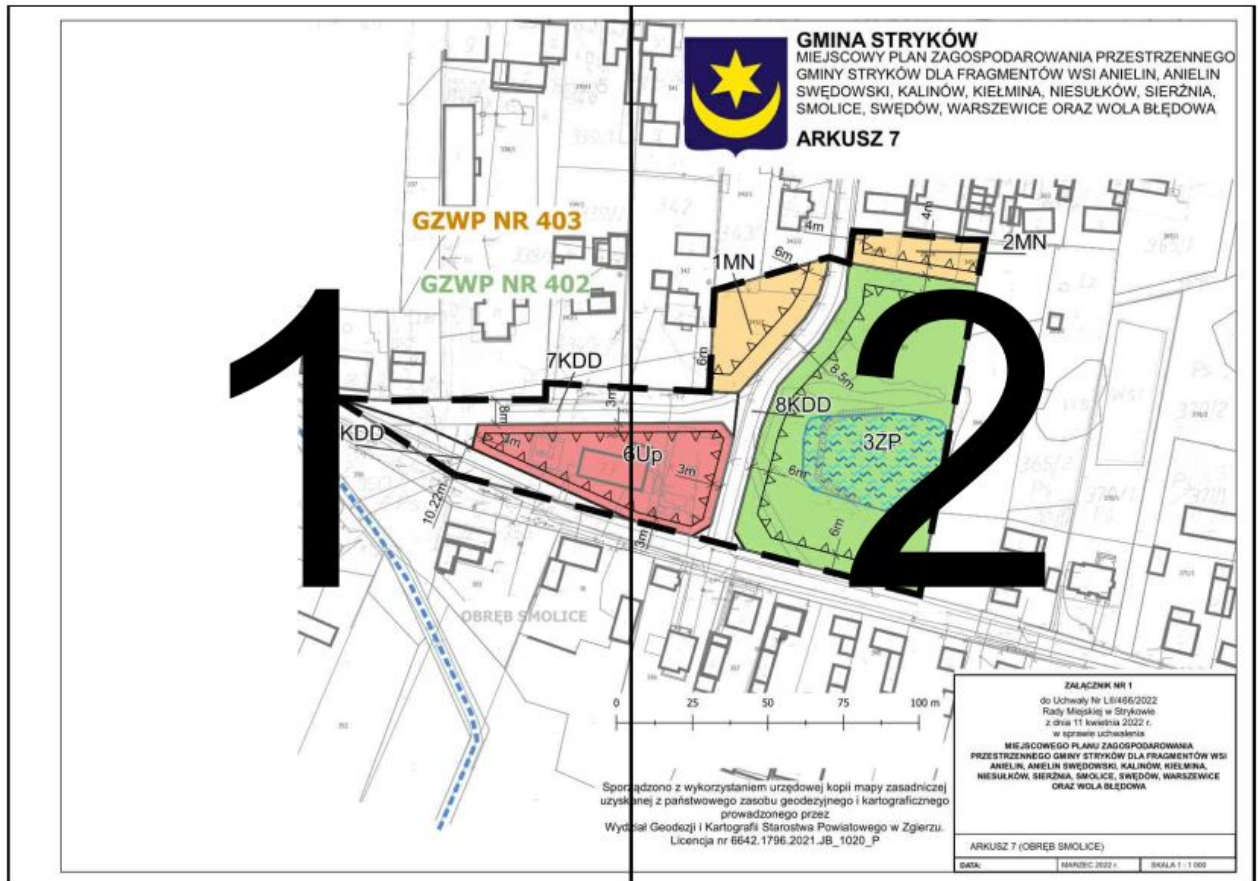 GMINA STRYKÓW
MIEJSCOWY PLAN ZAGOSPODAROWANIA PRZESTRZENNEGO
GMINY STRYKÓW DLA FRAGMENTÓW WSI ANIELIN, ANIELIN
SWĘDOWSKI, KALINÓW, KIEŁMINA, NIESUŁKÓW, SIERŻNIA,
SMOLICE, SWĘDÓW, WARSZEWICE ORAZ WOLA BŁĘDOWA
ARKUSZ 7
GZWP NR 403
GZWP NR 402
1
2
4m
4m
2MN
6m
1MN
6m
7KDD
3m
8m
8.5m
8KDD
KDD
3ZP
6Up
3m
6m
10.22m
3m
6m
OBRĘB SMOLICE
0 25 50 75 100 m
Sporządzono z wykorzystaniem urzędowej kopii mapy zasadniczej
uzyskanej z państwowego zasobu geodezyjnego i kartograficznego
prowadzonego przez
Wydział Geodezji i Kartografii Starostwa Powiatowego w Zgierzu.
Licencja nr 6642.1796.2021.JB_1020_P
ZAŁĄCZNIK NR 1
do Uchwały Nr LII/466/2022
Rady Miejskiej w Strykowie
z dnia 11 kwietnia 2022 r.
w sprawie uchwalenia
MIEJSCOWEGO PLANU ZAGOSPODAROWANIA
PRZESTRZENNEGO GMINY STRYKÓW DLA FRAGMENTÓW WSI
ANIELIN, ANIELIN SWĘDOWSKI, KALINÓW, KIEŁMINA,
NIESUŁKÓW, SIERŻNIA, SMOLICE, SWĘDÓW, WARSZEWICE
ORAZ WOLA BŁĘDOWA
ARKUSZ 7 (OBRĘB SMOLICE)
DATA: MARZEC 2022 r. SKALA 1 : 1 000